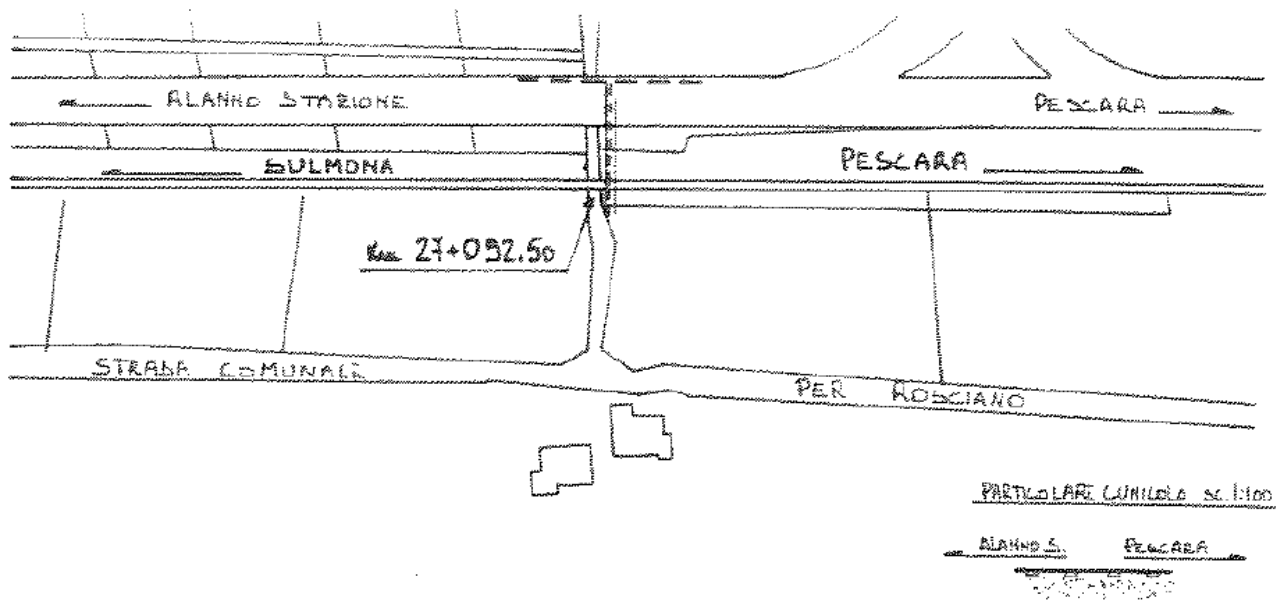 ALANNO STAZIONE
PESCARA
SULMONA
PESCARA
Km 27+092.50
STRADA COMUNALE
PER ROSCIANO
PARTICOLARE CUNICOLO sc. 1:100
ALANNO S.
PESCARA